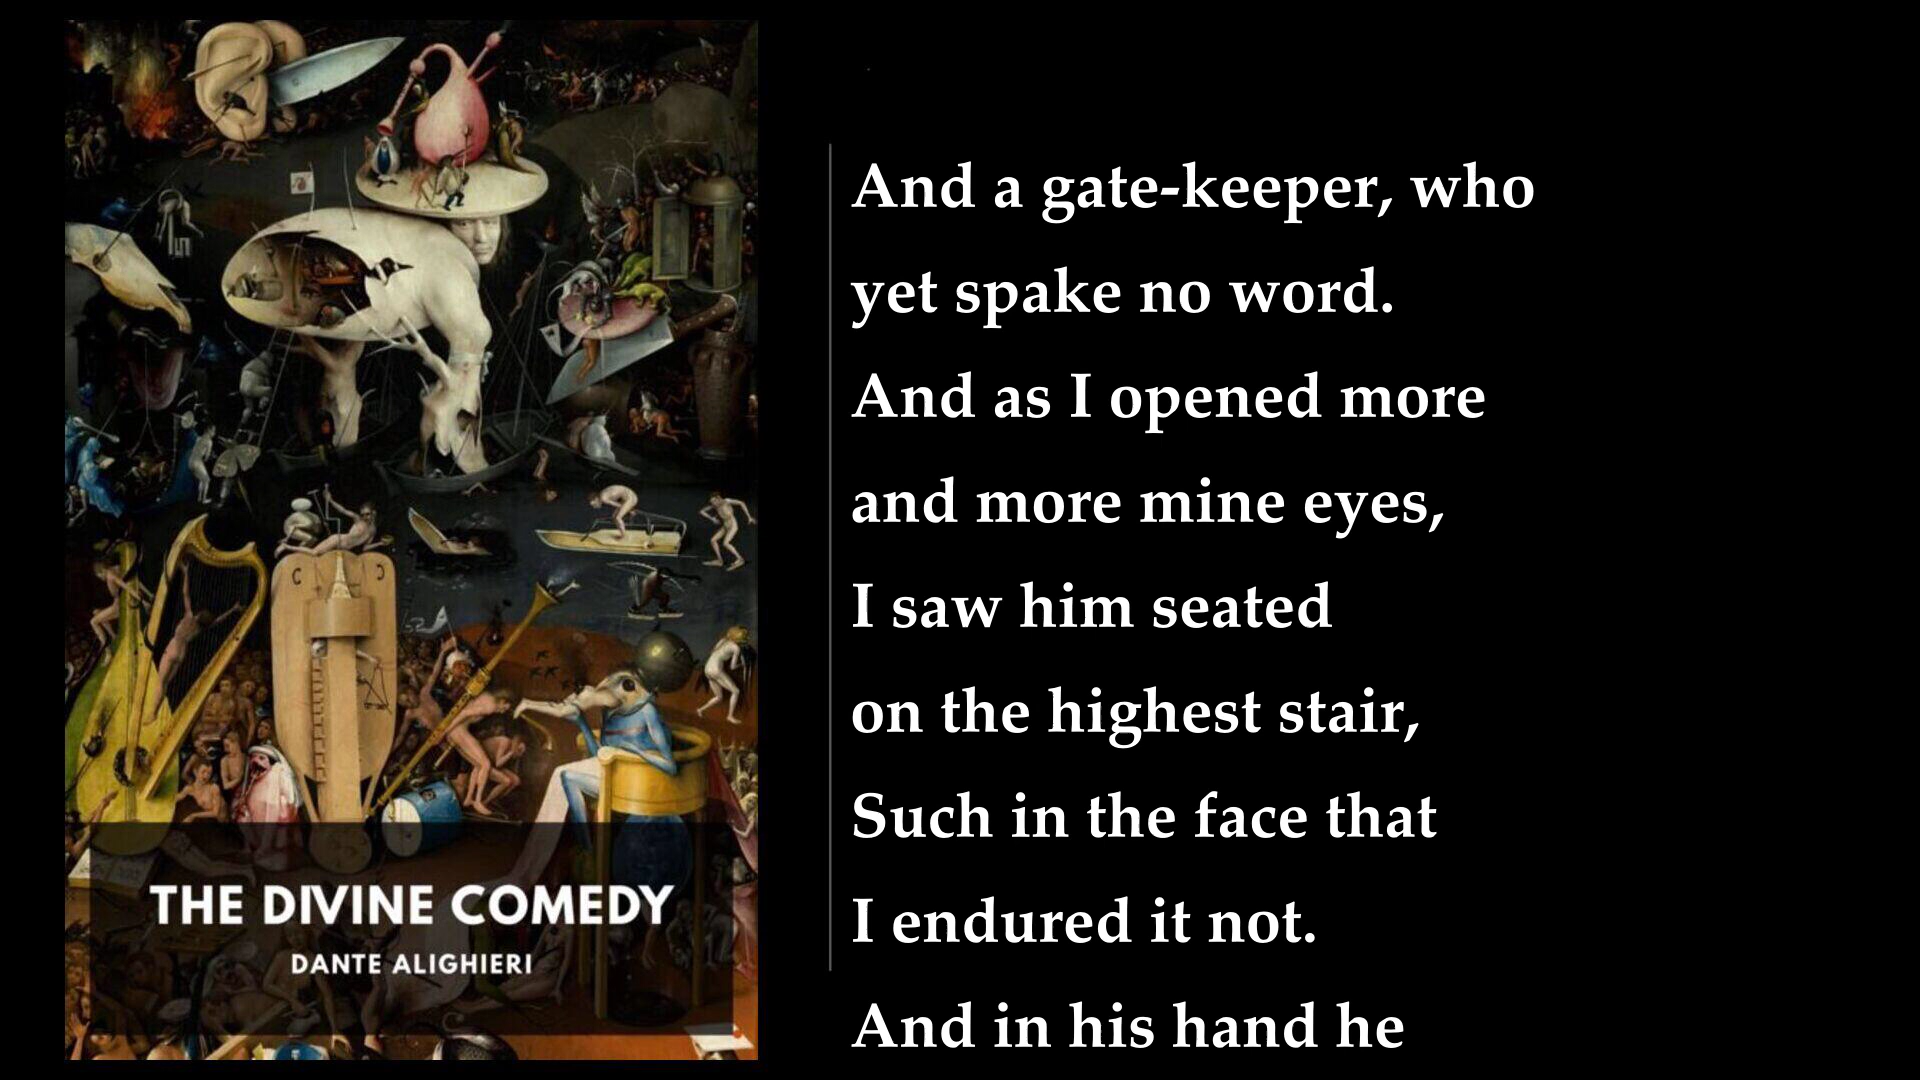 THE DIVINE COMEDY
DANTE ALIGHIERI
And a gate-keeper, who
yet spake no word.
And as I opened more
and more mine eyes,
I saw him seated
on the highest stair,
Such in the face that
I endured it not.
And in his hand he